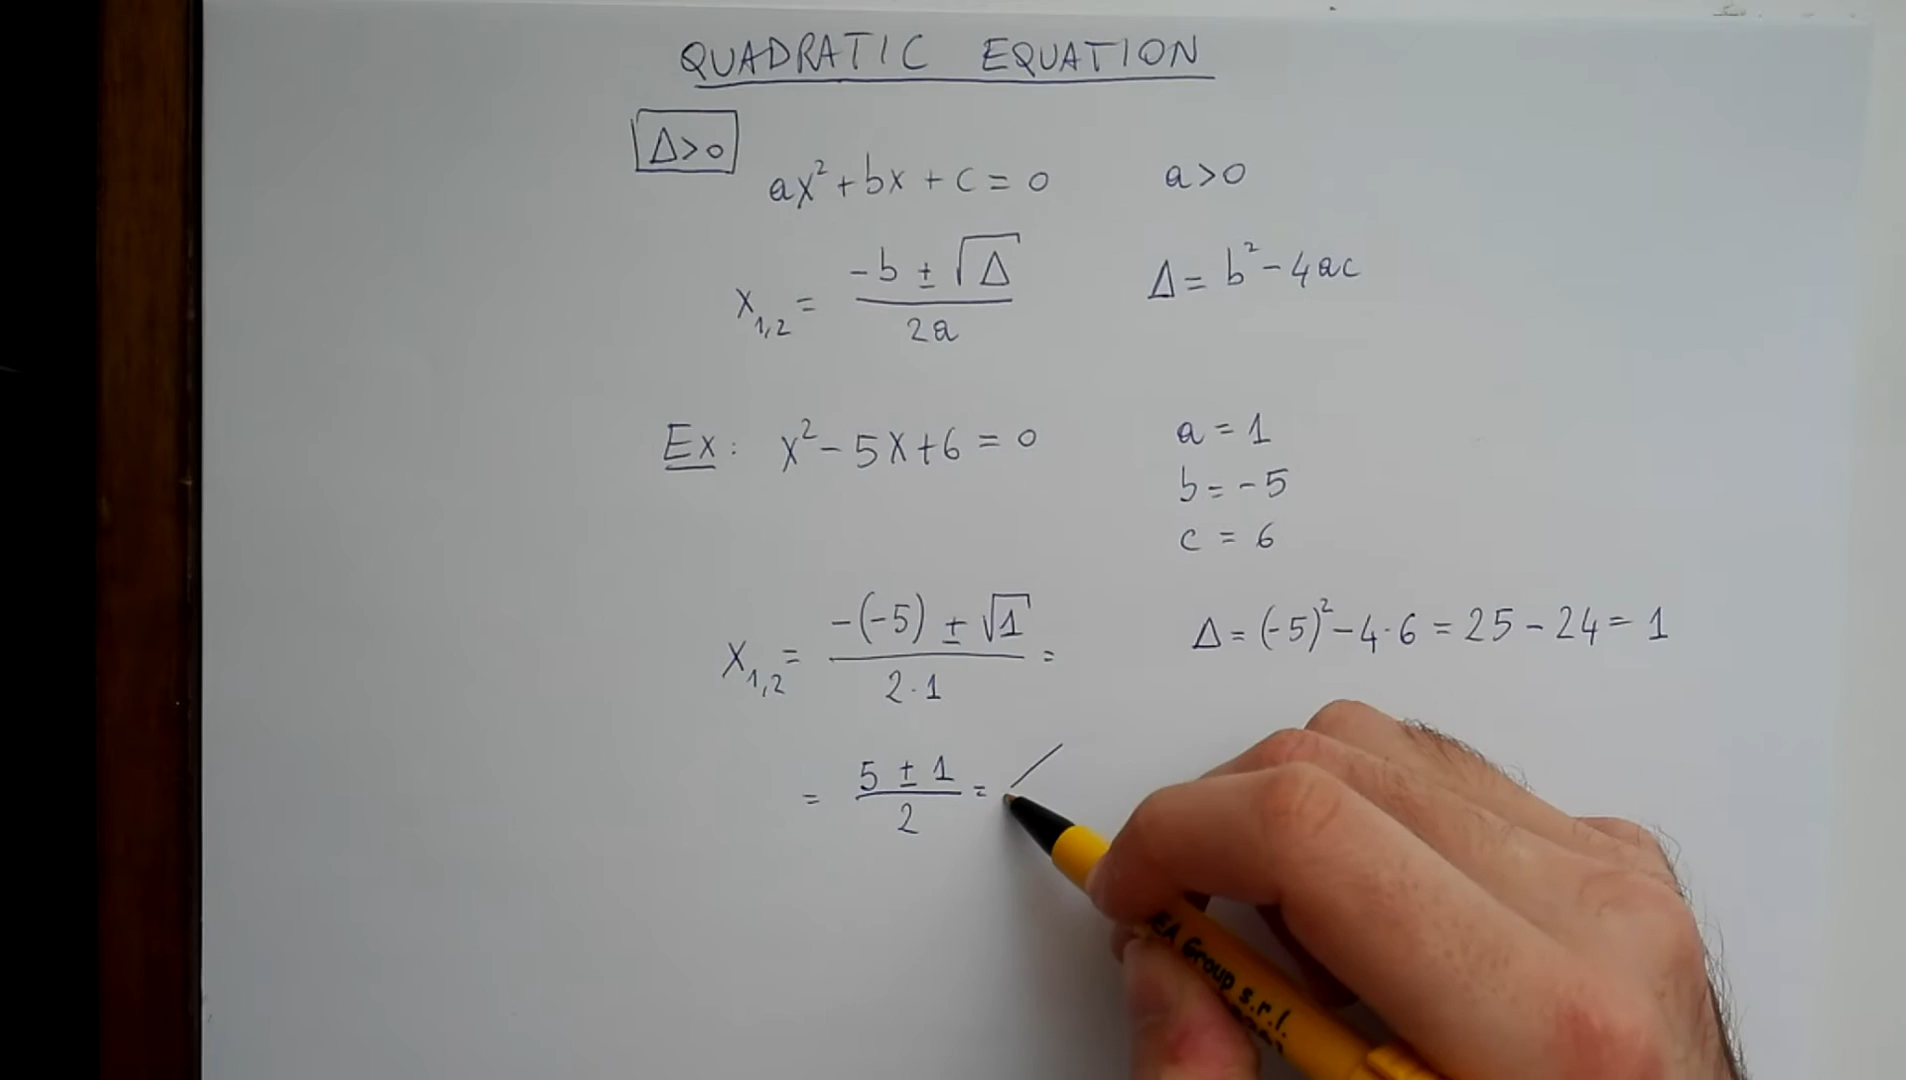 QUADRATIC EQUATION
Δ>0
ax²+bx+c=0 a>0
x₁,₂ = (-b ± √Δ)/2a Δ= b²-4ac
Ex: x²-5x+6=0 a=1
b=-5
c=6
x₁,₂= (-(-5) ± √1)/(2·1) = Δ=(-5)²-4·6=25-24=1
= (5 ± 1)/2 =
Group s.r.l.